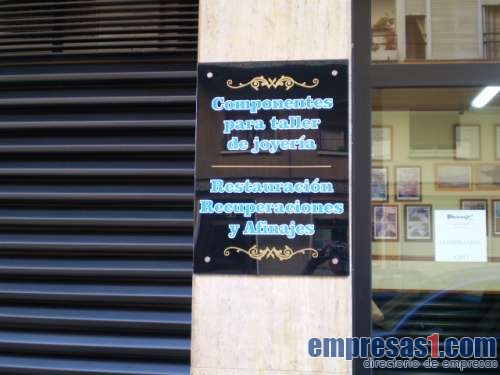 Componentes
para taller
de joyería
Restauración
Recuperaciones
y Afinajes
empresas1.com
directorio de empresas